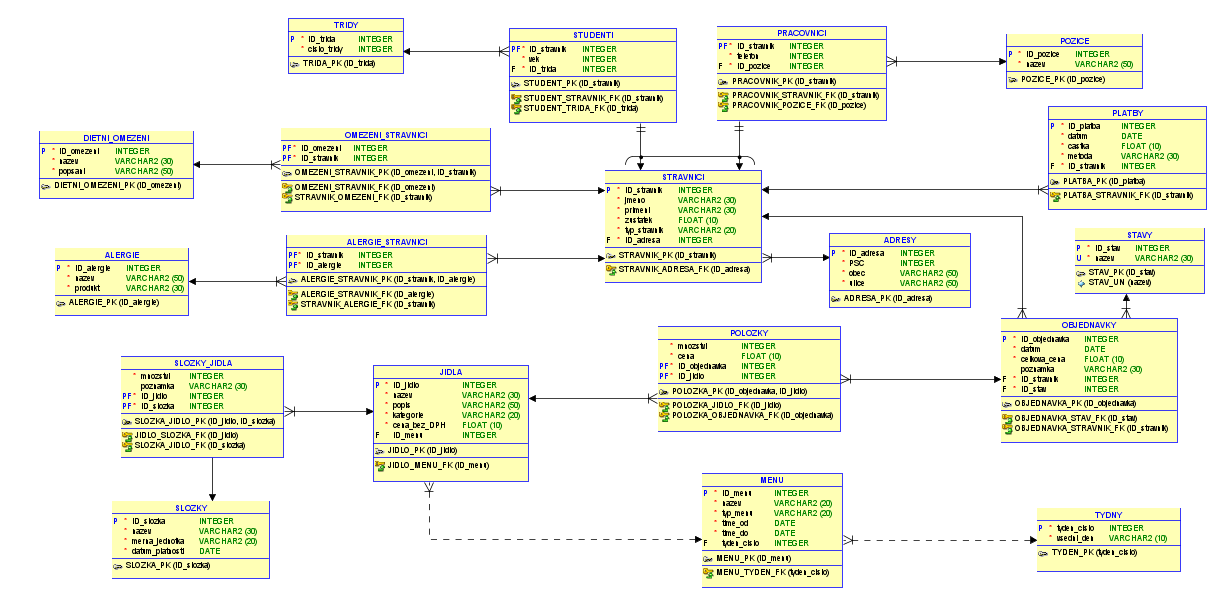 TRIDY
P * ID_trida INTEGER
* cislo_tridy INTEGER
TRIDA_PK (ID_trida)
STUDENTI
PF * ID_stravnik INTEGER
* vek INTEGER
F * ID_trida INTEGER
STUDENT_PK (ID_stravnik)
STUDENT_STRAVNIK_FK (ID_stravnik)
STUDENT_TRIDA_FK (ID_trida)
PRACOVNICI
PF * ID_stravnik INTEGER
* telefon INTEGER
F * ID_pozice INTEGER
PRACOVNIK_PK (ID_stravnik)
PRACOVNIK_STRAVNIK_FK (ID_stravnik)
PRACOVNIK_POZICE_FK (ID_pozice)
POZICE
P * ID_pozice INTEGER
* nazev VARCHAR2 (50)
POZICE_PK (ID_pozice)
DIETNI_OMEZENI
P * ID_omezeni INTEGER
* nazev VARCHAR2 (30)
* popsani VARCHAR2 (50)
DIETNI_OMEZENI_PK (ID_omezeni)
OMEZENI_STRAVNICI
PF * ID_omezeni INTEGER
PF * ID_stravnik INTEGER
OMEZENI_STRAVNIK_PK (ID_omezeni, ID_stravnik)
OMEZENI_STRAVNIK_FK (ID_omezeni)
STRAVNIK_OMEZENI_FK (ID_stravnik)
PLATBY
P * ID_platba INTEGER
* datum DATE
* castka FLOAT (10)
* metoda VARCHAR2 (30)
F * ID_stravnik INTEGER
PLATBA_PK (ID_platba)
PLATBA_STRAVNIK_FK (ID_stravnik)
STRAVNICI
P * ID_stravnik INTEGER
* jmeno VARCHAR2 (30)
* prijmeni VARCHAR2 (30)
* zustatek FLOAT (10)
* typ_stravnik VARCHAR2 (20)
F * ID_adresa INTEGER
STRAVNIK_PK (ID_stravnik)
STRAVNIK_ADRESA_FK (ID_adresa)
ALERGIE
P * ID_alergie INTEGER
* nazev VARCHAR2 (50)
* produkt VARCHAR2 (30)
ALERGIE_PK (ID_alergie)
ALERGIE_STRAVNICI
PF * ID_stravnik INTEGER
PF * ID_alergie INTEGER
ALERGIE_STRAVNIK_PK (ID_stravnik, ID_alergie)
ALERGIE_STRAVNIK_FK (ID_alergie)
STRAVNIK_ALERGIE_FK (ID_stravnik)
ADRESY
P * ID_adresa INTEGER
* PSC INTEGER
* obec VARCHAR2 (50)
* ulice VARCHAR2 (50)
ADRESA_PK (ID_adresa)
STAVY
P * ID_stav INTEGER
U * nazev VARCHAR2 (30)
STAV_PK (ID_stav)
STAV_UN (nazev)
SLOZKY_JIDLA
* mnozstvi INTEGER
poznamka VARCHAR2 (30)
PF * ID_jidlo INTEGER
PF * ID_slozka INTEGER
SLOZKA_JIDLO_PK (ID_jidlo, ID_slozka)
JIDLO_SLOZKA_FK (ID_jidlo)
SLOZKA_JIDLO_FK (ID_slozka)
JIDLA
P * ID_jidlo INTEGER
* nazev VARCHAR2 (30)
* popis VARCHAR2 (50)
* kategorie VARCHAR2 (20)
* cena_bez_DPH FLOAT (10)
F ID_menu INTEGER
JIDLO_PK (ID_jidlo)
JIDLO_MENU_FK (ID_menu)
POLOZKY
* mnozstvi INTEGER
* cena FLOAT (10)
PF * ID_objednavka INTEGER
PF * ID_jidlo INTEGER
POLOZKA_PK (ID_objednavka, ID_jidlo)
POLOZKA_JIDLO_FK (ID_jidlo)
POLOZKA_OBJEDNAVKA_FK (ID_objednavka)
OBJEDNAVKY
P * ID_objednavka INTEGER
* datum DATE
* celkova_cena FLOAT (10)
poznamka VARCHAR2 (30)
F * ID_stravnik INTEGER
F * ID_stav INTEGER
OBJEDNAVKA_PK (ID_objednavka)
OBJEDNAVKA_STAV_FK (ID_stav)
OBJEDNAVKA_STRAVNIK_FK (ID_stravnik)
SLOZKY
P * ID_slozka INTEGER
* nazev VARCHAR2 (30)
* merna_jednotka VARCHAR2 (20)
* datum_platnosti DATE
SLOZKA_PK (ID_slozka)
MENU
P * ID_menu INTEGER
* nazev VARCHAR2 (20)
* typ_menu VARCHAR2 (20)
* time_od DATE
* time_do DATE
F tyden_cislo INTEGER
MENU_PK (ID_menu)
MENU_TYDEN_FK (tyden_cislo)
TYDNY
P * tyden_cislo INTEGER
* vsedni_den VARCHAR2 (10)
TYDEN_PK (tyden_cislo)